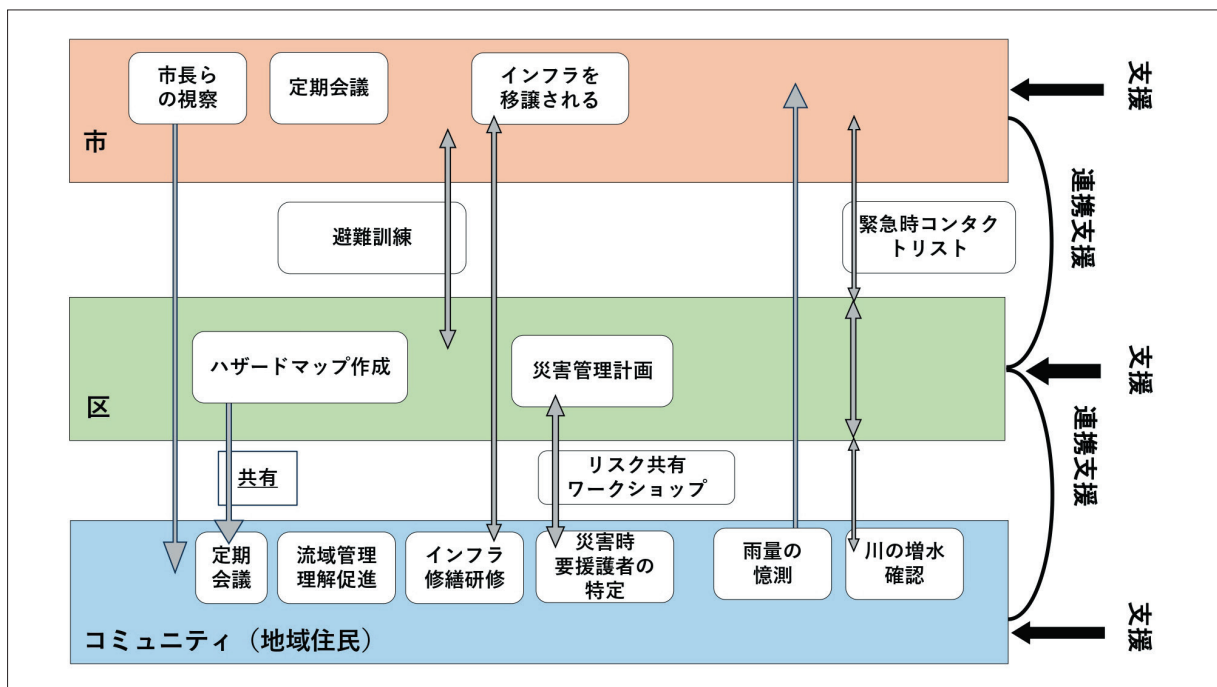 市長ら
の視察
定期会議
インフラを
移譲される
市
支援
連携支援
避難訓練
緊急時コンタク
トリスト
ハザードマップ作成
災害管理計画
区
支援
連携支援
共有
リスク共有
ワークショップ
定期
会議
流域管理
理解促進
インフラ
修繕研修
災害時
要援護者の
特定
雨量の
憶測
川の増水
確認
コミュニティ（地域住民）
支援